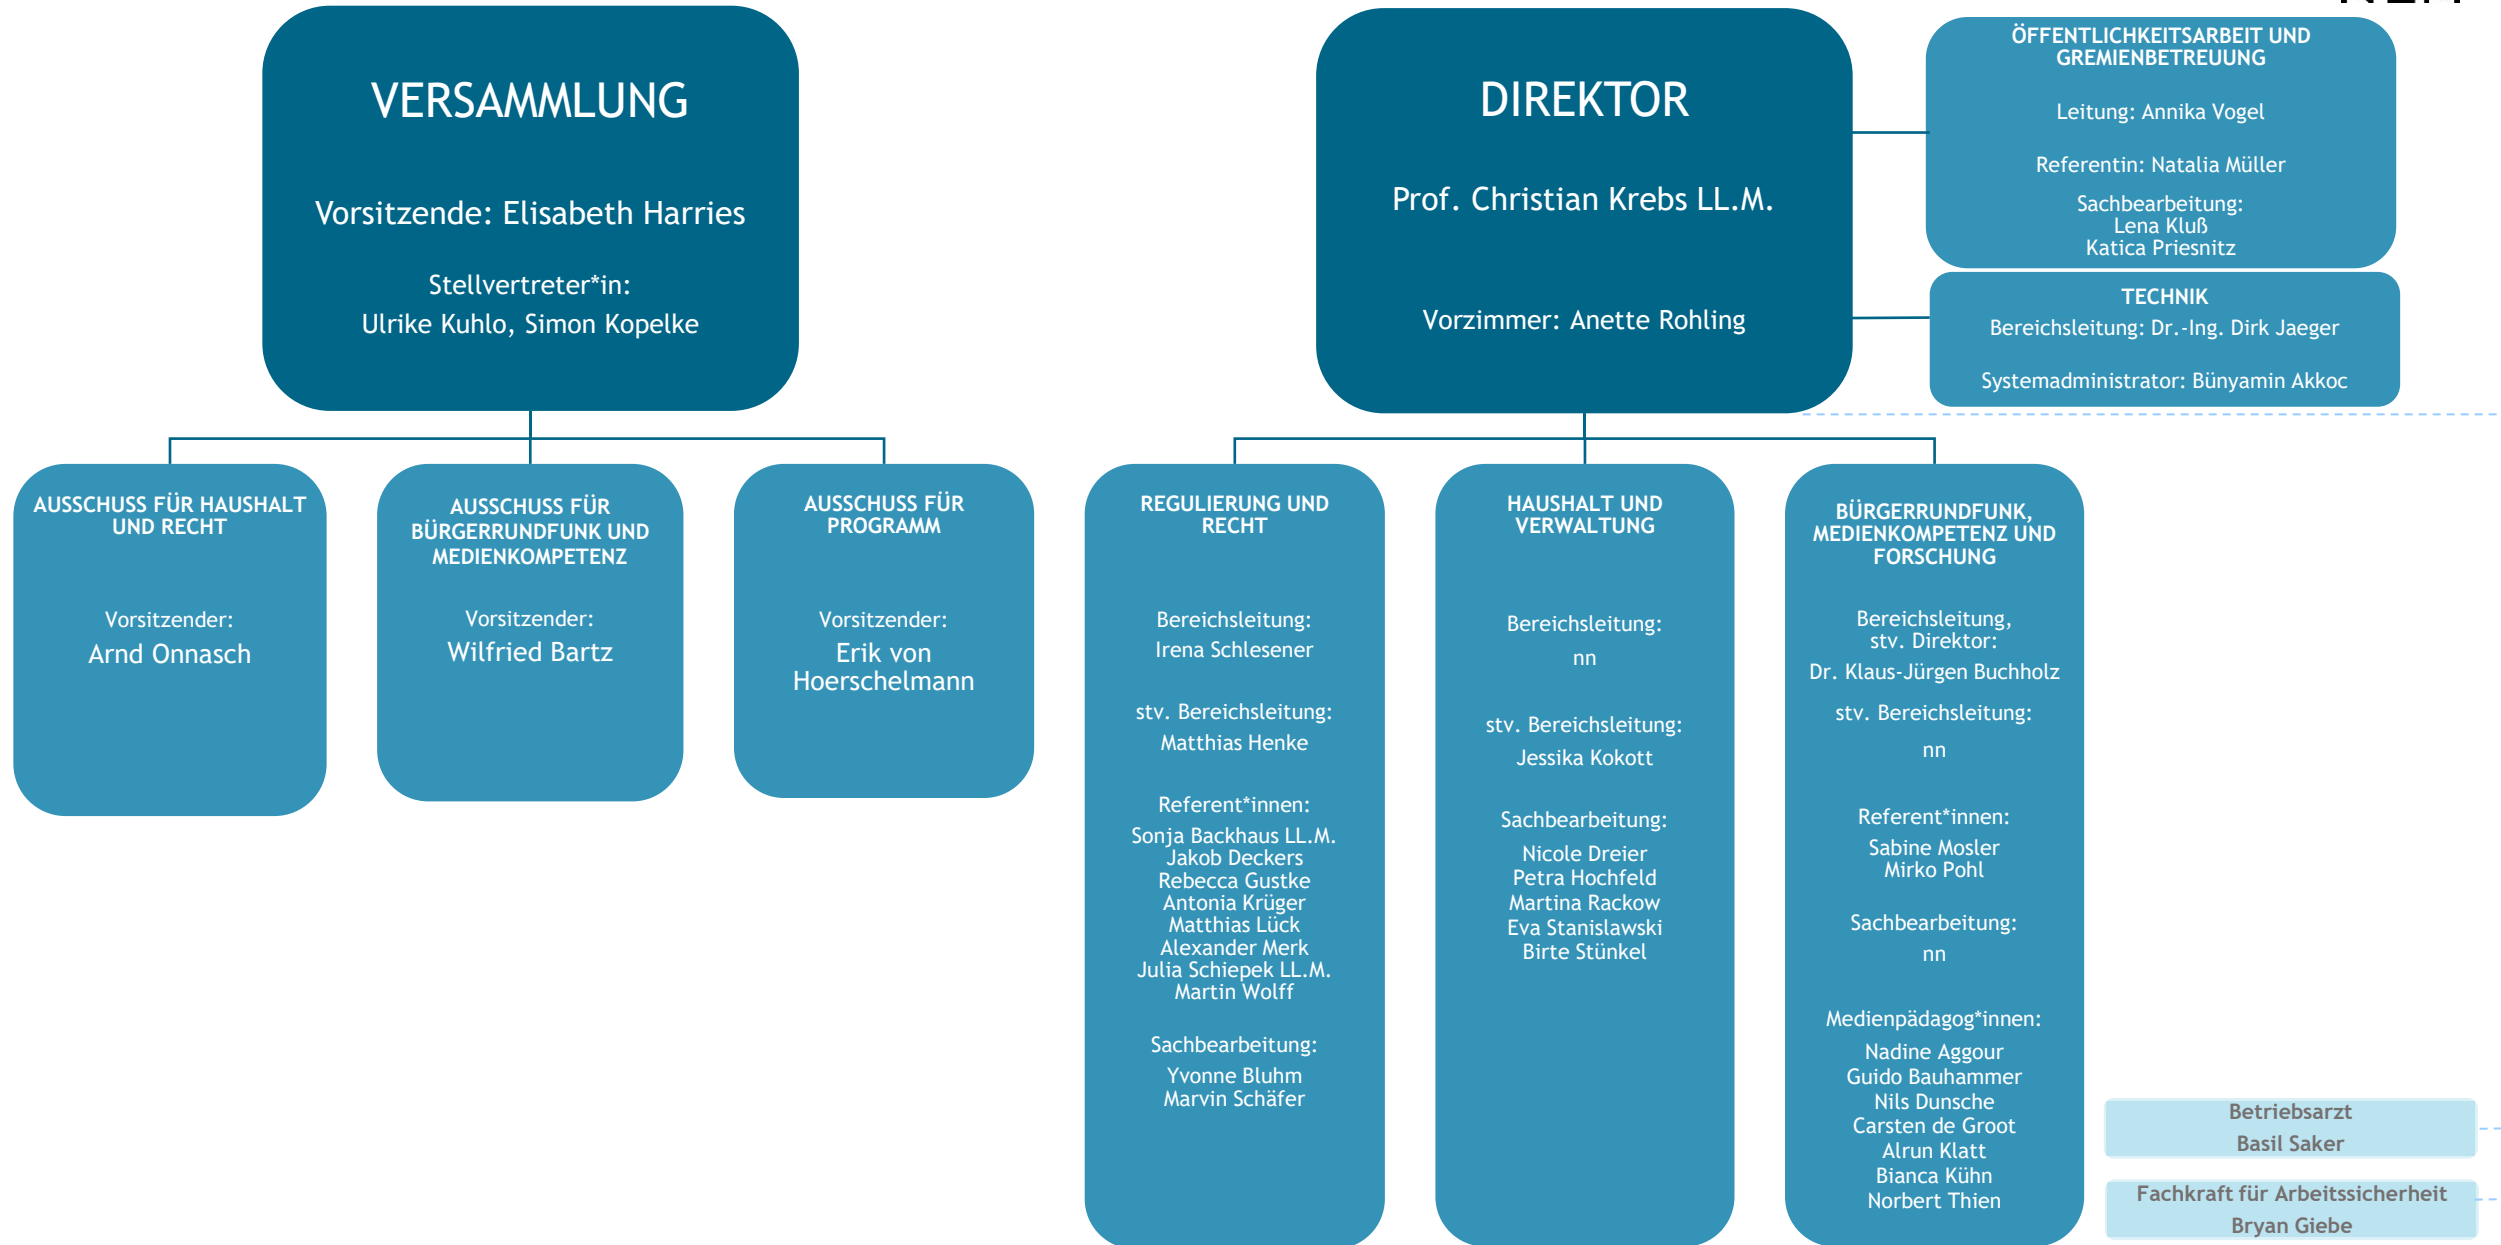 VERSAMMLUNG
Vorsitzende: Elisabeth Harries
Stellvertreter*in:
Ulrike Kuhlo, Simon Kopelke
DIREKTOR
Prof. Christian Krebs LL.M.
Vorzimmer: Anette Rohling
ÖFFENTLICHKEITSARBEIT UND
GREMIENBETREUUNG
Leitung: Annika Vogel
Referentin: Natalia Müller
Sachbearbeitung:
Lena Kluß
Katica Priesnitz
TECHNIK
Bereichsleitung: Dr.-Ing. Dirk Jaeger
Systemadministrator: Bünyamin Akkoc
AUSSCHUSS FÜR HAUSHALT
UND RECHT
Vorsitzender:
Arnd Onnasch
AUSSCHUSS FÜR
BÜRGERRUNDFUNK UND
MEDIENKOMPETENZ
Vorsitzender:
Wilfried Bartz
AUSSCHUSS FÜR
PROGRAMM
Vorsitzender:
Erik von
Hoerschelmann
REGULIERUNG UND
RECHT
Bereichsleitung:
Irena Schlesener
stv. Bereichsleitung:
Matthias Henke
Referent*innen:
Sonja Backhaus LL.M.
Jakob Deckers
Rebecca Gustke
Antonia Krüger
Matthias Lück
Alexander Merk
Julia Schiepek LL.M.
Martin Wolff
Sachbearbeitung:
Yvonne Bluhm
Marvin Schäfer
HAUSHALT UND
VERWALTUNG
Bereichsleitung:
nn
stv. Bereichsleitung:
Jessika Kokott
Sachbearbeitung:
Nicole Dreier
Petra Hochfeld
Martina Rackow
Eva Stanislawski
Birte Stünkel
BÜRGERRUNDFUNK,
MEDIENKOMPETENZ UND
FORSCHUNG
Bereichsleitung,
stv. Direktor:
Dr. Klaus-Jürgen Buchholz
stv. Bereichsleitung:
nn
Referent*innen:
Sabine Mosler
Mirko Pohl
Sachbearbeitung:
nn
Medienpädagog*innen:
Nadine Aggour
Guido Bauhammer
Nils Dunsche
Carsten de Groot
Alrun Klatt
Bianca Kühn
Norbert Thien
Betriebsarzt
Basil Saker
Fachkraft für Arbeitssicherheit
Bryan Giebe